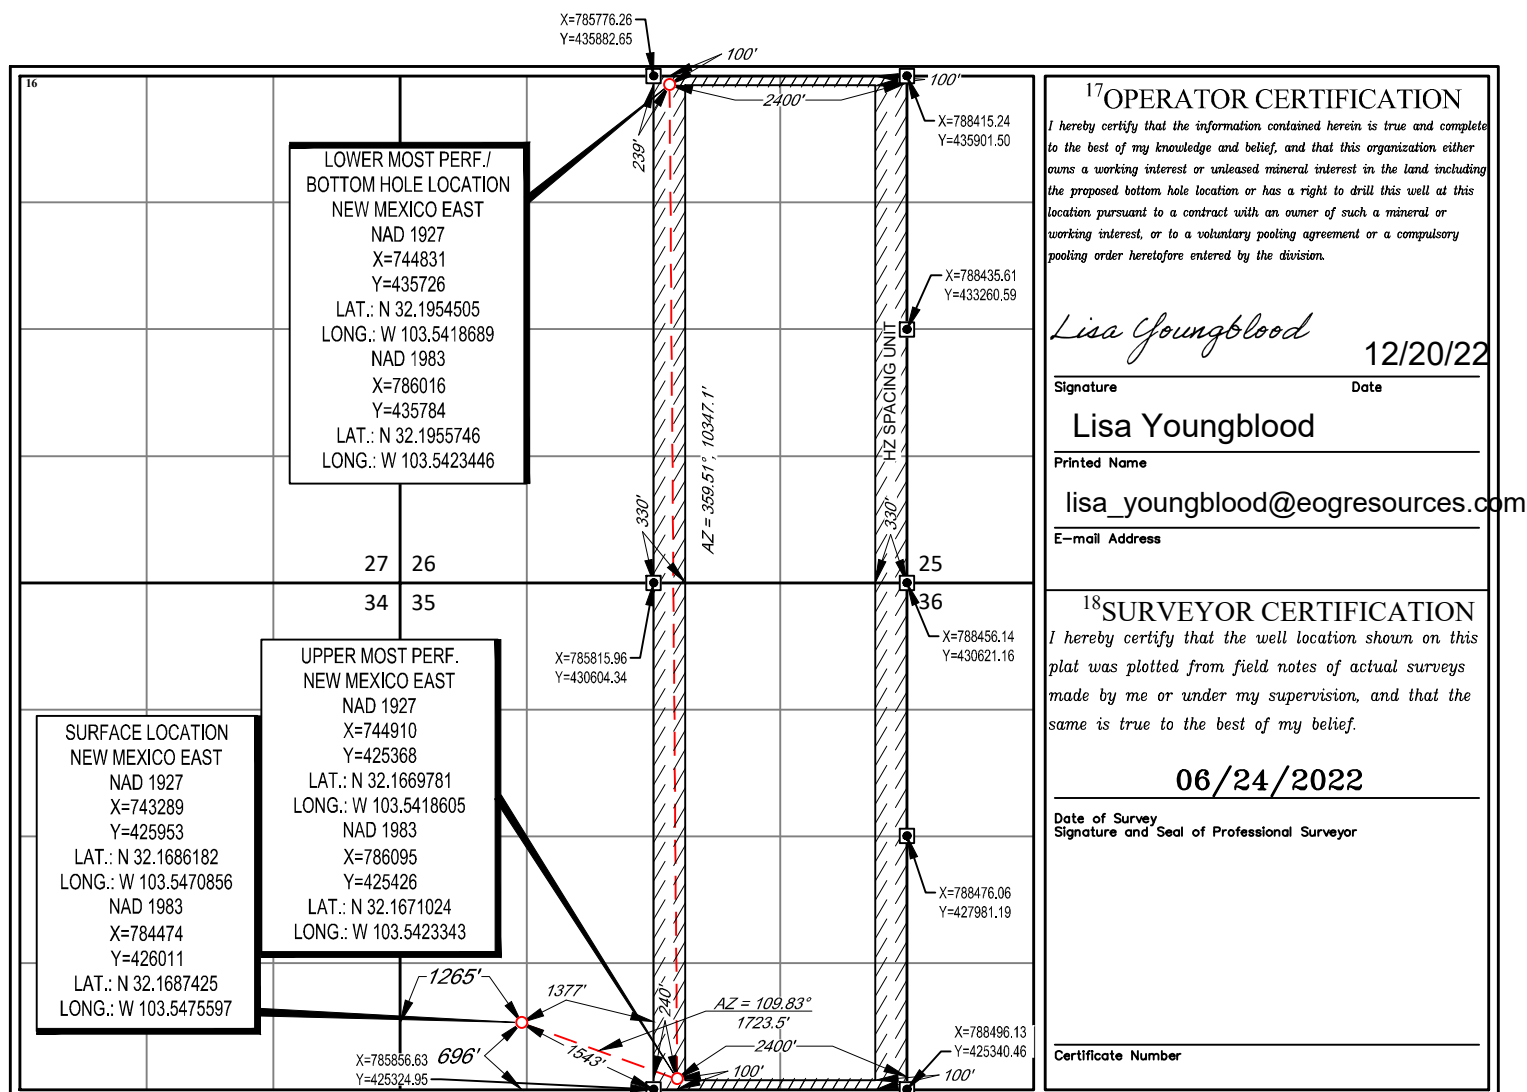 X=785776.26
Y=435882.65
100'
16
100'
2400'
X=788415.24
Y=435901.50
239'
LOWER MOST PERF./
BOTTOM HOLE LOCATION
NEW MEXICO EAST
NAD 1927
X=744831
Y=435726
LAT.: N 32.1954505
LONG.: W 103.5418689
NAD 1983
X=786016
Y=435784
LAT.: N 32.1955746
LONG.: W 103.5423446
X=788435.61
Y=433260.59
HZ SPACING UNIT
AZ = 359.51°, 10347.1'
330'
330'
27 26
25
34 35
36
X=785815.96
Y=430604.34
X=788456.14
Y=430621.16
UPPER MOST PERF.
NEW MEXICO EAST
NAD 1927
X=744910
Y=425368
LAT.: N 32.1669781
LONG.: W 103.5418605
NAD 1983
X=786095
Y=425426
LAT.: N 32.1671024
LONG.: W 103.5423343
SURFACE LOCATION
NEW MEXICO EAST
NAD 1927
X=743289
Y=425953
LAT.: N 32.1686182
LONG.: W 103.5470856
NAD 1983
X=784474
Y=426011
LAT.: N 32.1687425
LONG.: W 103.5475597
X=788476.06
Y=427981.19
1265'
1377'
240'
AZ = 109.83°
1723.5'
696'
1543'
2400'
X=785856.63
Y=425324.95
100'
100'
X=788496.13
Y=425340.46
17OPERATOR CERTIFICATION
I hereby certify that the information contained herein is true and complete
to the best of my knowledge and belief, and that this organization either
owns a working interest or unleased mineral interest in the land including
the proposed bottom hole location or has a right to drill this well at this
location pursuant to a contract with an owner of such a mineral or
working interest, or to a voluntary pooling agreement or a compulsory
pooling order heretofore entered by the division.
Lisa Youngblood
12/20/22
Signature Date
Lisa Youngblood
Printed Name
lisa_youngblood@eogresources.com
E-mail Address
18SURVEYOR CERTIFICATION
I hereby certify that the well location shown on this
plat was plotted from field notes of actual surveys
made by me or under my supervision, and that the
same is true to the best of my belief.
06/24/2022
Date of Survey
Signature and Seal of Professional Surveyor
Certificate Number